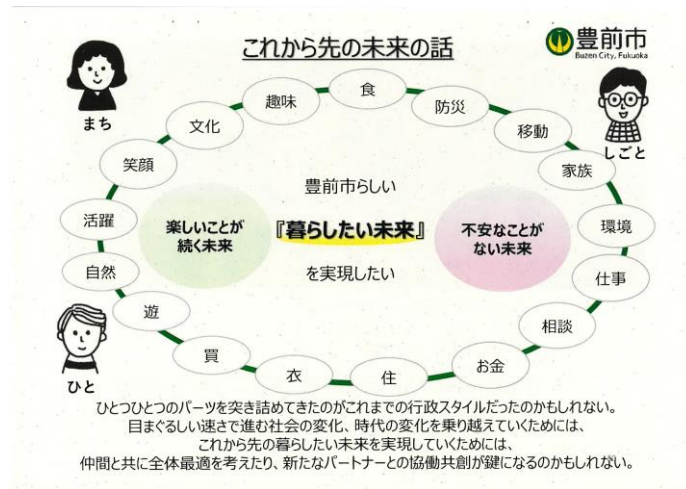 これから先の未来の話
豊前市
Buzen City, Fukuoka
まち
しごと
ひと
食
防災
移動
家族
環境
仕事
相談
お金
住
衣
買
遊
自然
活躍
笑顔
文化
趣味
豊前市らしい
『暮らしたい未来』
を実現したい
楽しいことが
続く未来
不安なことが
ない未来
ひとつひとつのパーツを突き詰めてきたのがこれまでの行政スタイルだったのかもしれない。
目まぐるしい速さで進む社会の変化、時代の変化を乗り越えていくためには、
これから先の暮らしたい未来を実現していくためには、
仲間と共に全体最適を考えたり、新たなパートナーとの協働共創が鍵になるのかもしれない。